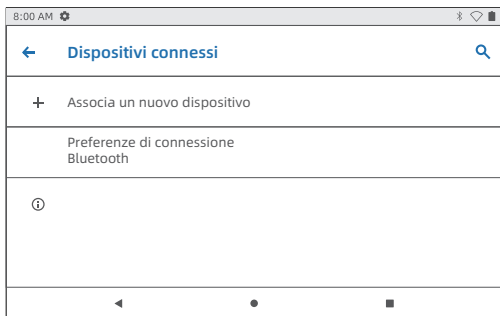 8:00 AM
Dispositivi connessi
Associa un nuovo dispositivo
Preferenze di connessione
Bluetooth